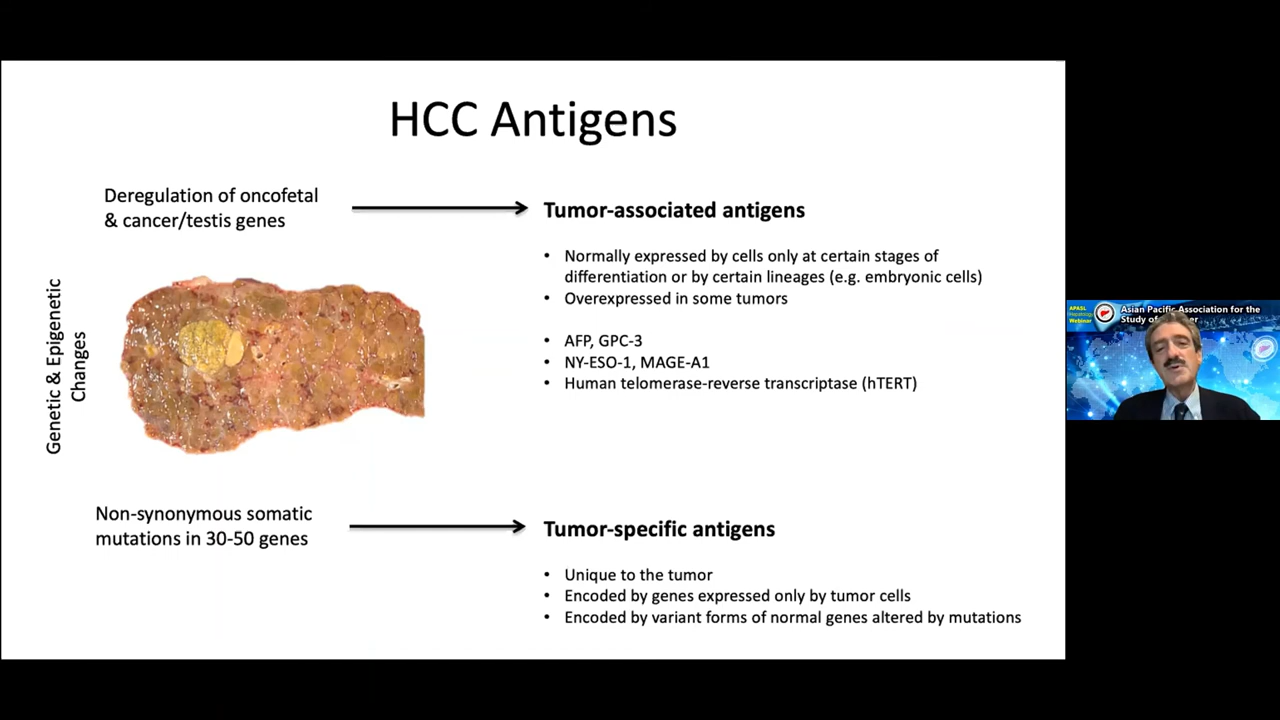 HCC Antigens
Deregulation of oncofetal
& cancer/testis genes
Tumor-associated antigens
• Normally expressed by cells only at certain stages of
differentiation or by certain lineages (e.g. embryonic cells)
• Overexpressed in some tumors
• AFP, GPC-3
• NY-ESO-1, MAGE-A1
• Human telomerase-reverse transcriptase (hTERT)
Genetic & Epigenetic
Changes
Non-synonymous somatic
mutations in 30-50 genes
Tumor-specific antigens
• Unique to the tumor
• Encoded by genes expressed only by tumor cells
• Encoded by variant forms of normal genes altered by mutations
APASL
Hepatology
Webinar
Asian Pacific Association for the
Study of